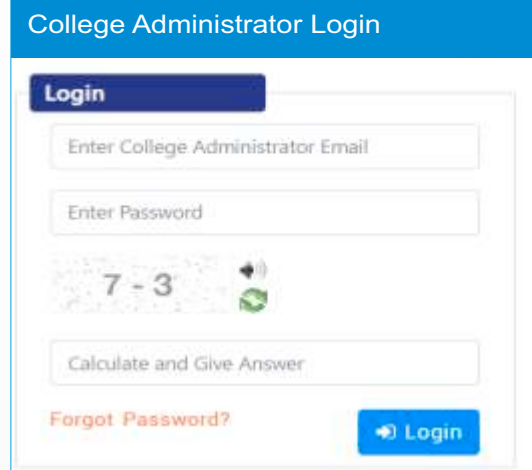 College Administrator Login
Login
Enter College Administrator Email
Enter Password
7 - 3
Calculate and Give Answer
Forgot Password?
Login